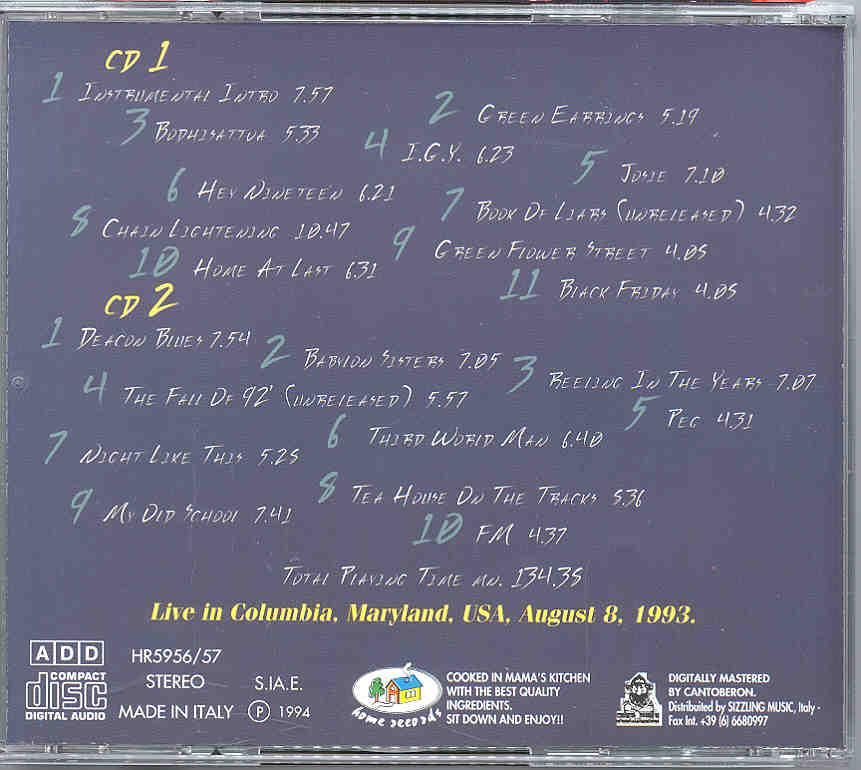 CD 1
1 Instrumental Intro 7.57
2 Green Earrings 5.19
3 Bodhisattva 5.33
4 I.G.Y. 6.23
5 Josie 7.10
6 Hey Nineteen 6.21
7 Book Of Liars (unreleased) 4.32
8 Chain Lightening 10.47
9 Green Flower Street 4.05
10 Home At Last 6.31
11 Black Friday 4.05
CD 2
1 Deacon Blues 7.54
2 Babylon Sisters 7.05
3 Reeling In The Years 7.07
4 The Fall Of 92' (unreleased) 5.57
5 Peg 4.31
6 Third World Man 6.40
7 Night Like This 5.25
8 Tea House On The Tracks 5.36
9 My Old School 7.41
10 FM 4.37
Total Playing Time mn. 134.35
Live in Columbia, Maryland, USA, August 8, 1993.
ADD
COMPACT
disc
DIGITAL AUDIO
HR5956/57
STEREO
MADE IN ITALY
S.I.A.E.
℗ 1994
home records
COOKED IN MAMA'S KITCHEN
WITH THE BEST QUALITY
INGREDIENTS.
SIT DOWN AND ENJOY!!
DIGITALLY MASTERED
BY CANTOBERON.
Distribuited by SIZZLING MUSIC, Italy -
Fax Int. +39 (6) 6680997